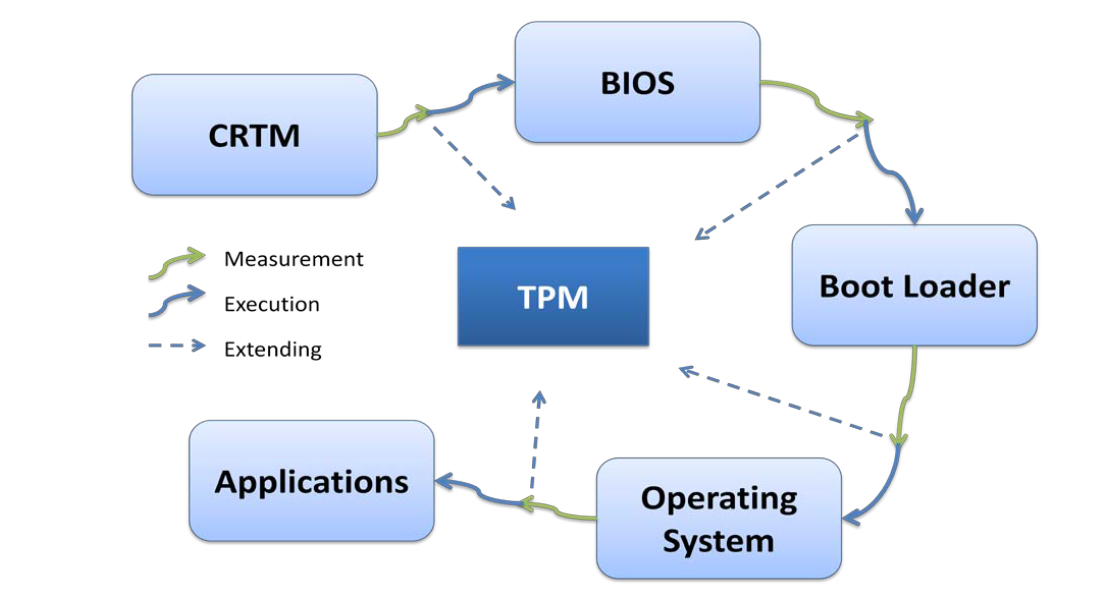 CRTM
BIOS
Measurement
Execution
Extending
TPM
Boot Loader
Applications
Operating
System